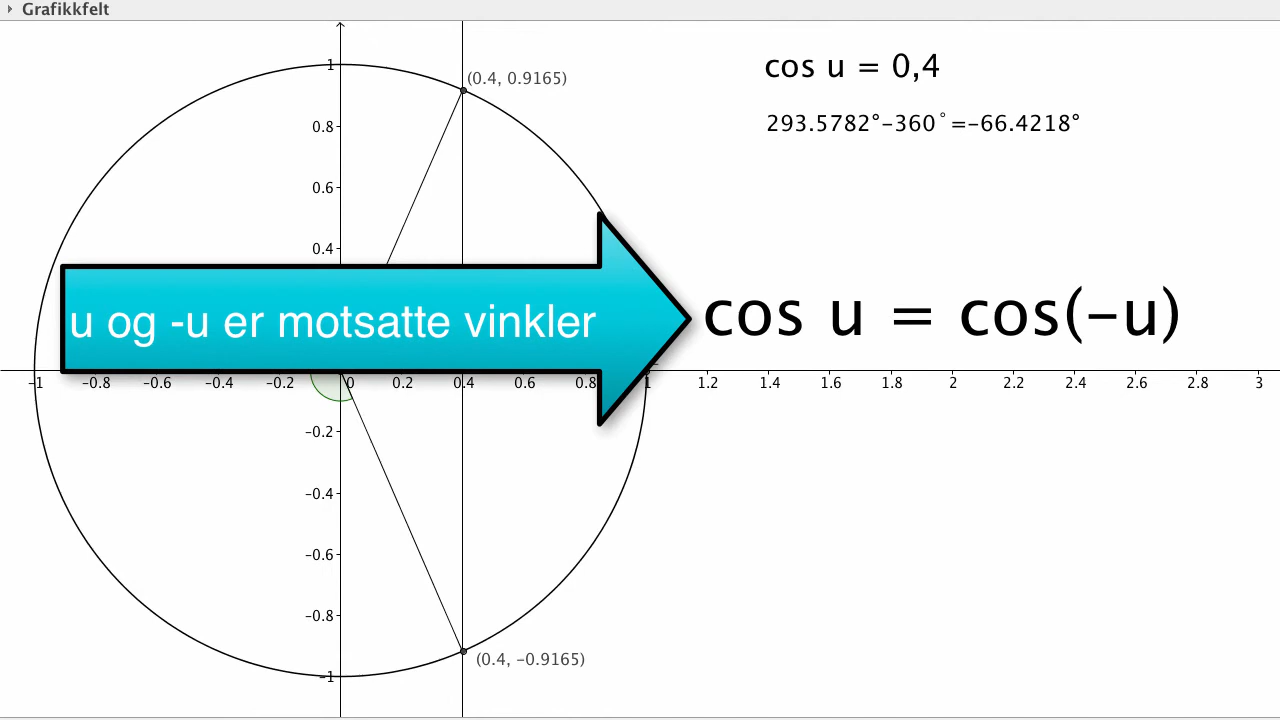 Grafikkfelt
cos u = 0,4
(0.4, 0.9165)
293.5782°–360°=–66.4218°
u og -u er motsatte vinkler
cos u = cos(–u)
1
0.8
0.6
0.4
-1 –0.8 –0.6 –0.4 –0.2 0 0.2 0.4 0.6 0.8 1 1.2 1.4 1.6 1.8 2 2.2 2.4 2.6 2.8 3
–0.2
–0.4
–0.6
–0.8
–1
(0.4, –0.9165)